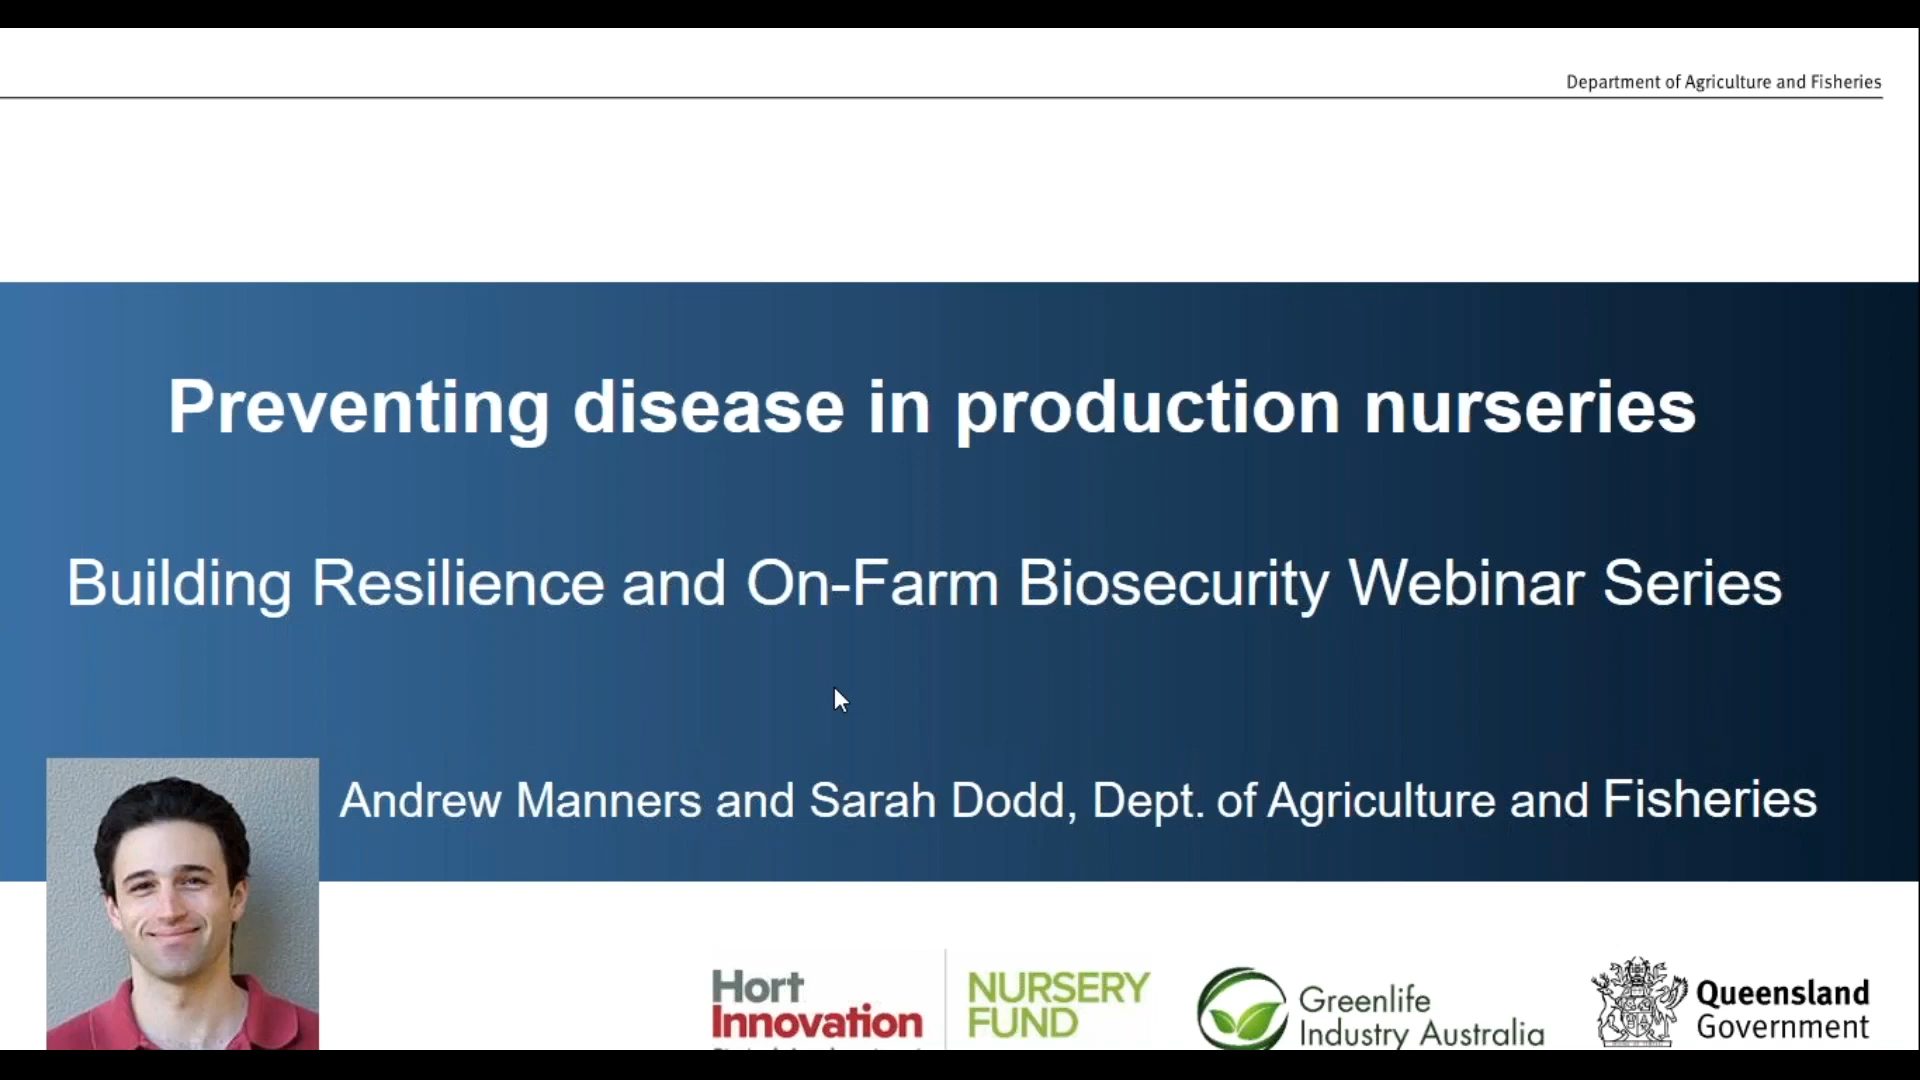 Department of Agriculture and Fisheries
Preventing disease in production nurseries
Building Resilience and On-Farm Biosecurity Webinar Series
Andrew Manners and Sarah Dodd, Dept. of Agriculture and Fisheries
Hort
Innovation
NURSERY
FUND
Greenlife
Industry Australia
Queensland
Government